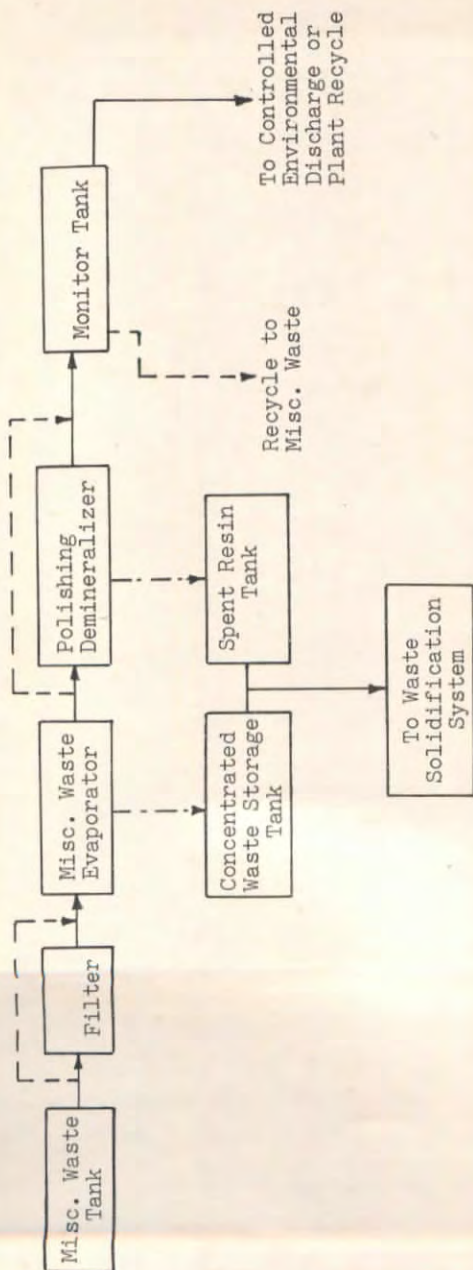 Misc. Waste
Tank
Filter
Misc. Waste
Evaporator
Polishing
Demineralizer
Monitor Tank
Concentrated
Waste Storage
Tank
Spent Resin
Tank
Recycle to
Misc. Waste
To Controlled
Environmental
Discharge or
Plant Recycle
To Waste
Solidification
System